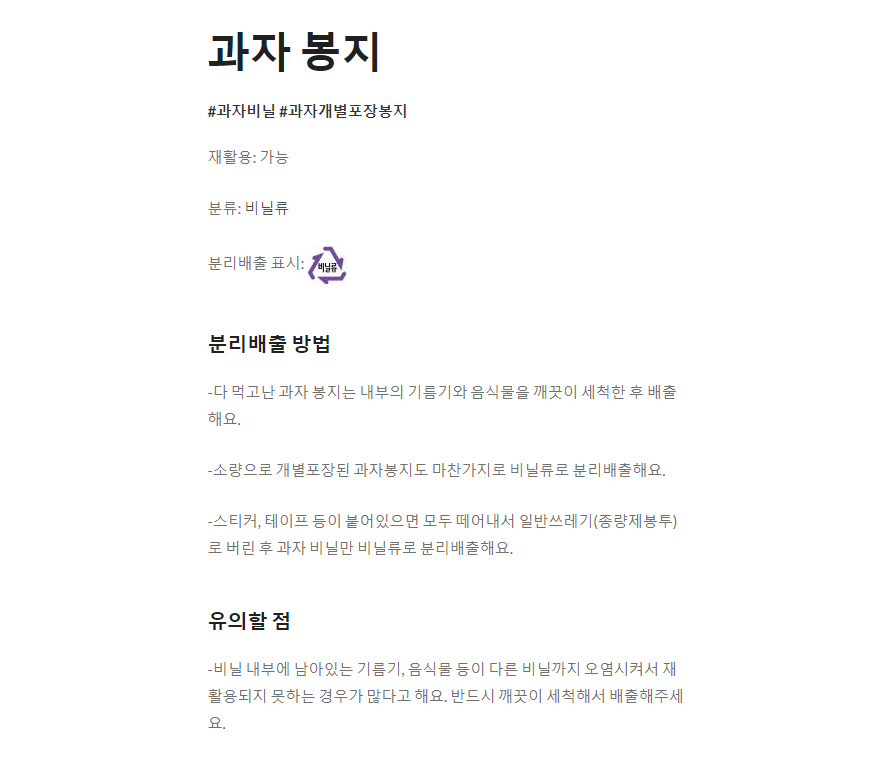 과자 봉지
#과자비닐 #과자개별포장봉지
재활용: 가능
분류: 비닐류
분리배출 표시: 비닐류
분리배출 방법
-다 먹고난 과자 봉지는 내부의 기름기와 음식물을 깨끗이 세척한 후 배출
해요.
-소량으로 개별포장된 과자봉지도 마찬가지로 비닐류로 분리배출해요.
-스티커, 테이프 등이 붙어있으면 모두 떼어내서 일반쓰레기(종량제봉투)
로 버린 후 과자 비닐만 비닐류로 분리배출해요.
유의할 점
-비닐 내부에 남아있는 기름기, 음식물 등이 다른 비닐까지 오염시켜서 재
활용되지 못하는 경우가 많다고 해요. 반드시 깨끗이 세척해서 배출해주세
요.